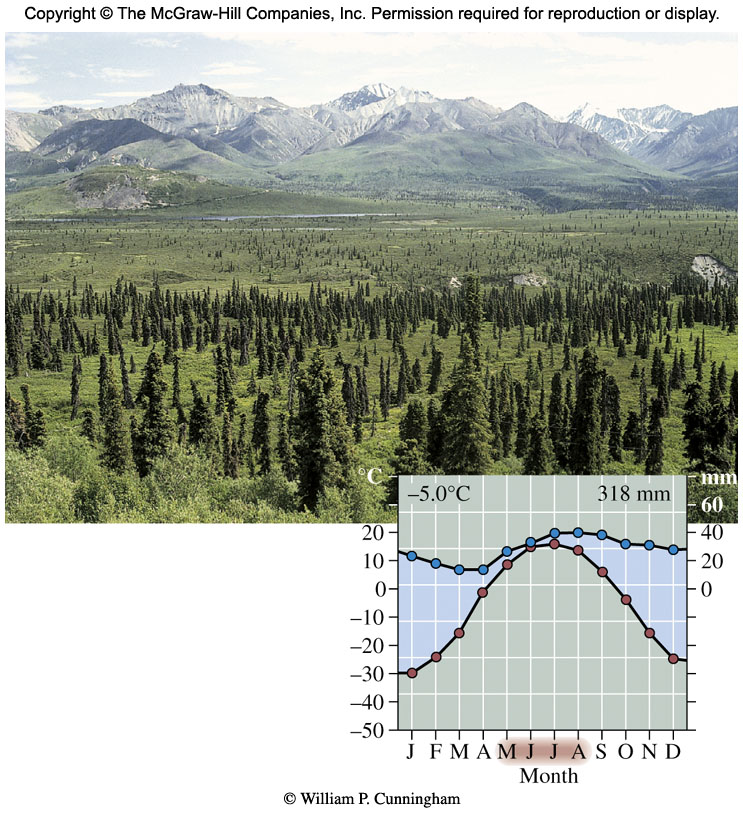 Copyright © The McGraw-Hill Companies, Inc. Permission required for reproduction or display.
°C mm
–5.0°C 318 mm 60
20 40
10 20
0 0
–10
–20
–30
–40
–50
J F M A M J J A S O N D
Month
© William P. Cunningham